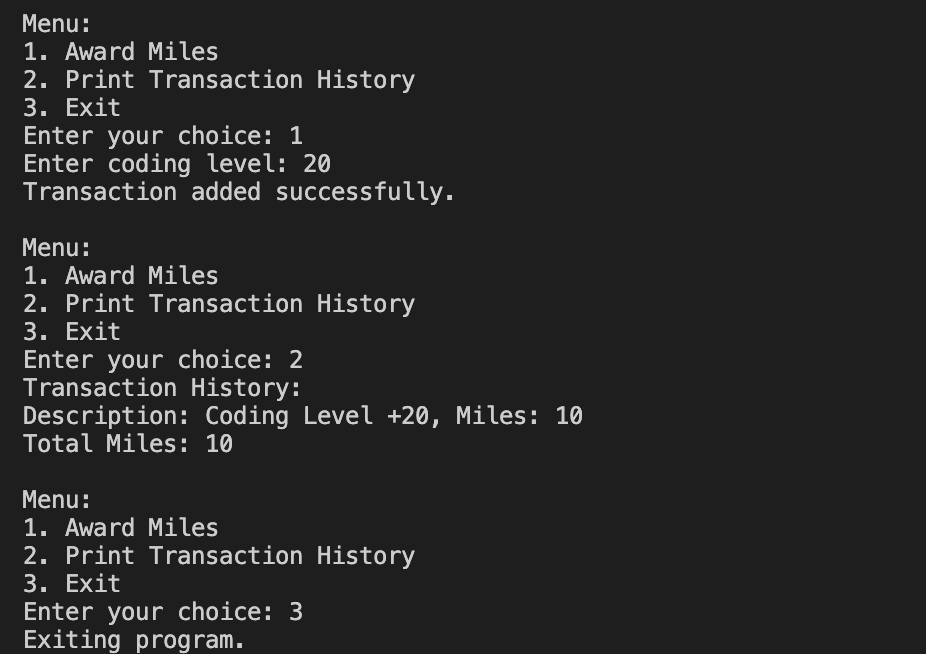 Menu:
1. Award Miles
2. Print Transaction History
3. Exit
Enter your choice: 1
Enter coding level: 20
Transaction added successfully.

Menu:
1. Award Miles
2. Print Transaction History
3. Exit
Enter your choice: 2
Transaction History:
Description: Coding Level +20, Miles: 10
Total Miles: 10

Menu:
1. Award Miles
2. Print Transaction History
3. Exit
Enter your choice: 3
Exiting program.